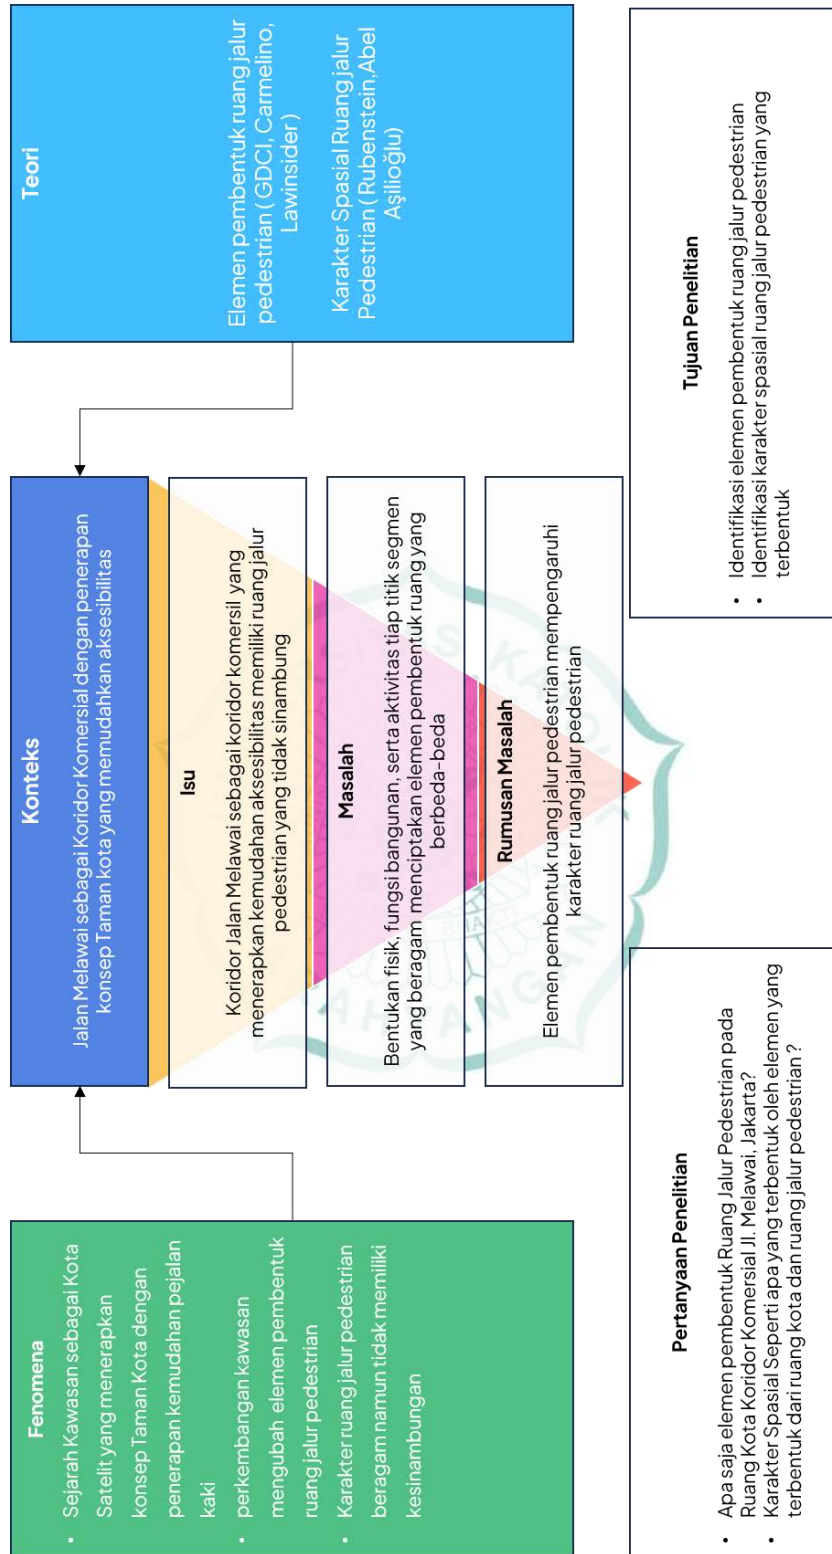 Fenomena
• Sejarah Kawasan sebagai Kota
Satelit yang menerapkan
konsep Taman Kota dengan
penerapan kemudahan pejalan
kaki
• perkembangan kawasan
mengubah elemen pembentuk
ruang jalur pedestrian
• Karakter ruang jalur pedestrian
beragam namun tidak memiliki
kesinambungan
Konteks
Jalan Melawai sebagai Koridor Komersial dengan penerapan
konsep Taman kota yang memudahkan aksesibilitas
Isu
Koridor Jalan Melawai sebagai koridor komersil yang
menerapkan kemudahan aksesibilitas memiliki ruang jalur
pedestrian yang tidak sinambung
Masalah
Bentukan fisik, fungsi bangunan, serta aktivitas tiap titik segmen
yang beragam menciptakan elemen pembentuk ruang yang
berbeda-beda
Rumusan Masalah
Elemen pembentuk ruang jalur pedestrian mempengaruhi
karakter ruang jalur pedestrian
Teori
Elemen pembentuk ruang jalur
pedestrian ( GDCI, Carmelino,
Lawinsider )
Karakter Spasial Ruang jalur
Pedestrian ( Rubenstein,Abel
Aşilioğlu)
Pertanyaan Penelitian
• Apa saja elemen pembentuk Ruang Jalur Pedestrian pada
Ruang Kota Koridor Komersial Jl. Melawai, Jakarta?
• Karakter Spasial Seperti apa yang terbentuk oleh elemen yang
terbentuk dari ruang kota dan ruang jalur pedestrian ?
Tujuan Penelitian
• Identifikasi elemen pembentuk ruang jalur pedestrian
• Identifikasi karakter spasial ruang jalur pedestrian yang
terbentuk